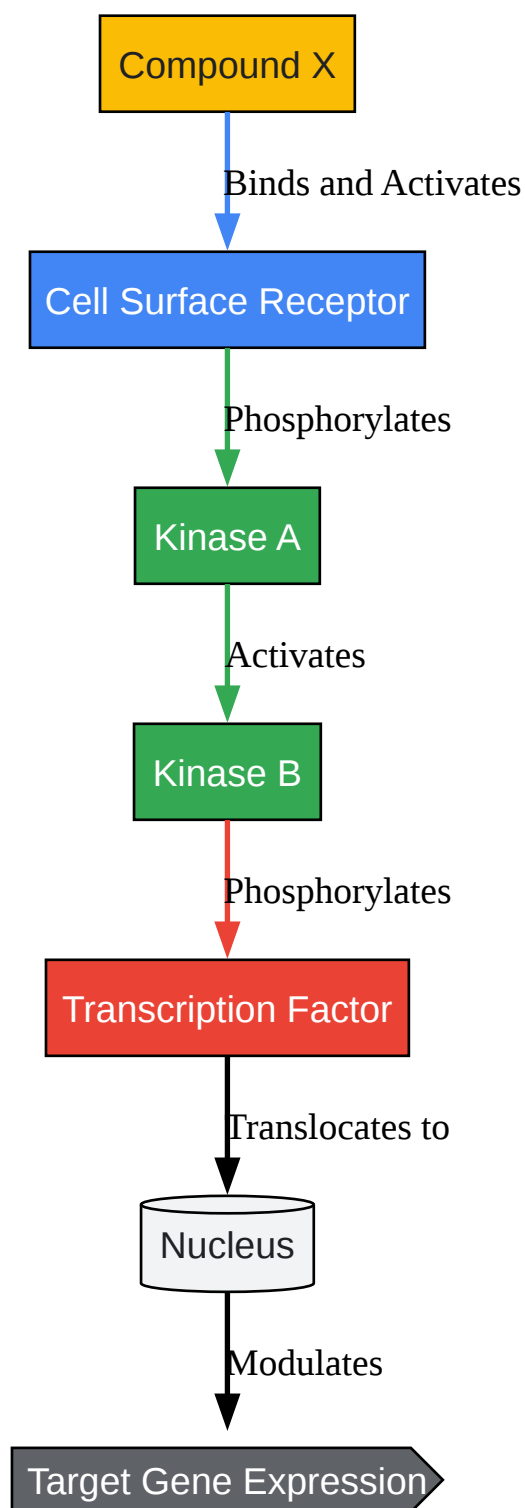 Compound X
Binds and Activates
Cell Surface Receptor
Phosphorylates
Kinase A
Activates
Kinase B
Phosphorylates
Transcription Factor
Translocates to
Nucleus
Modulates
Target Gene Expression